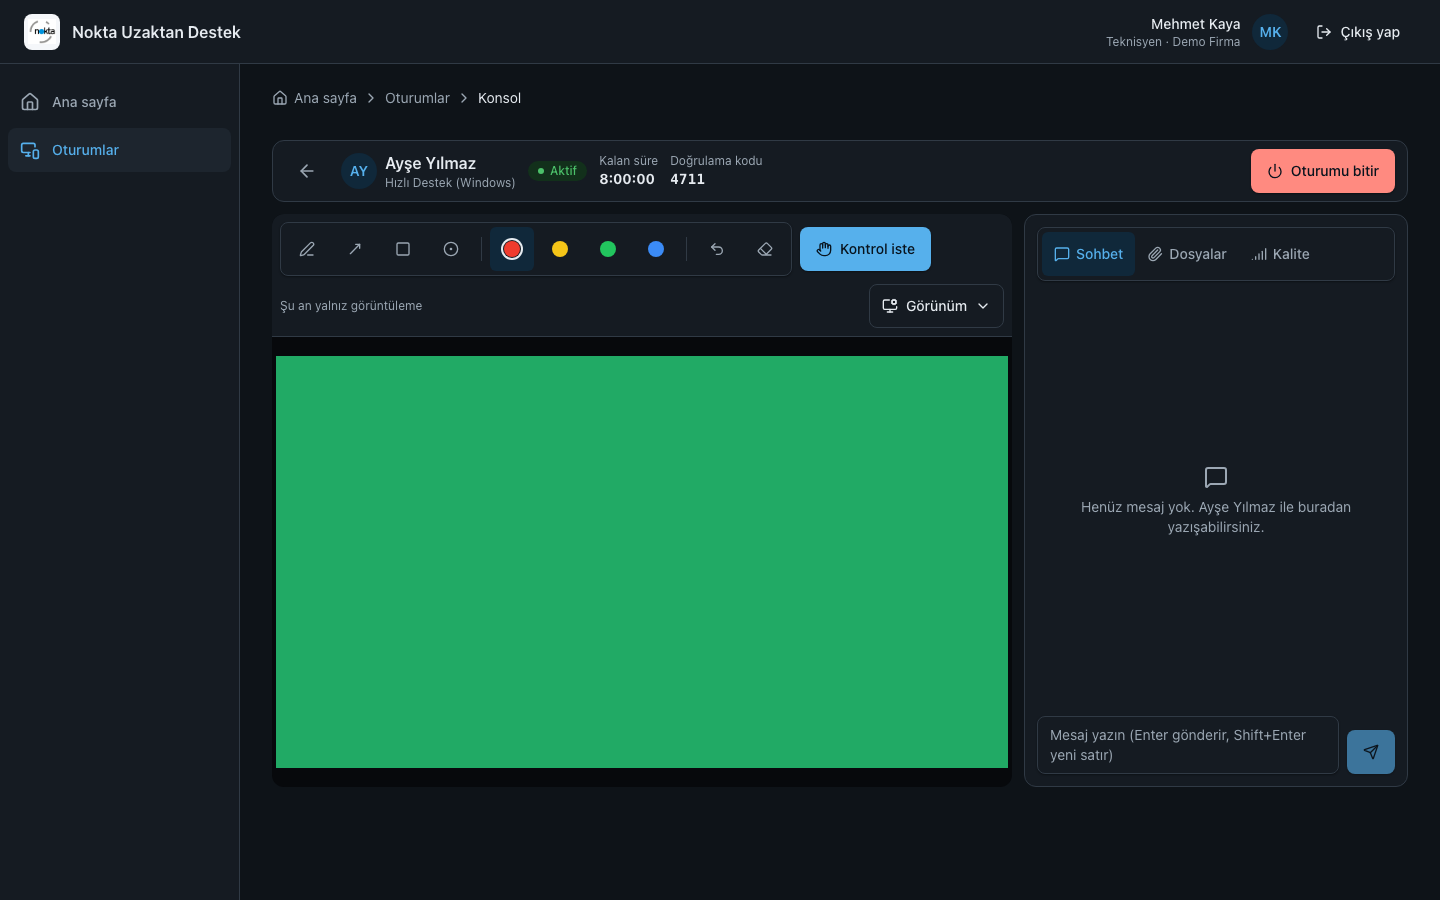 nokta
Nokta Uzaktan Destek
Mehmet Kaya
Teknisyen · Demo Firma
MK
Çıkış yap
Ana sayfa
Oturumlar
Ana sayfa
Oturumlar
Konsol
AY
Ayşe Yılmaz
Hızlı Destek (Windows)
Aktif
Kalan süre
8:00:00
Doğrulama kodu
4711
Oturumu bitir
Kontrol iste
Şu an yalnız görüntüleme
Görünüm
Sohbet
Dosyalar
Kalite
Henüz mesaj yok. Ayşe Yılmaz ile buradan
yazışabilirsiniz.
Mesaj yazın (Enter gönderir, Shift+Enter
yeni satır)